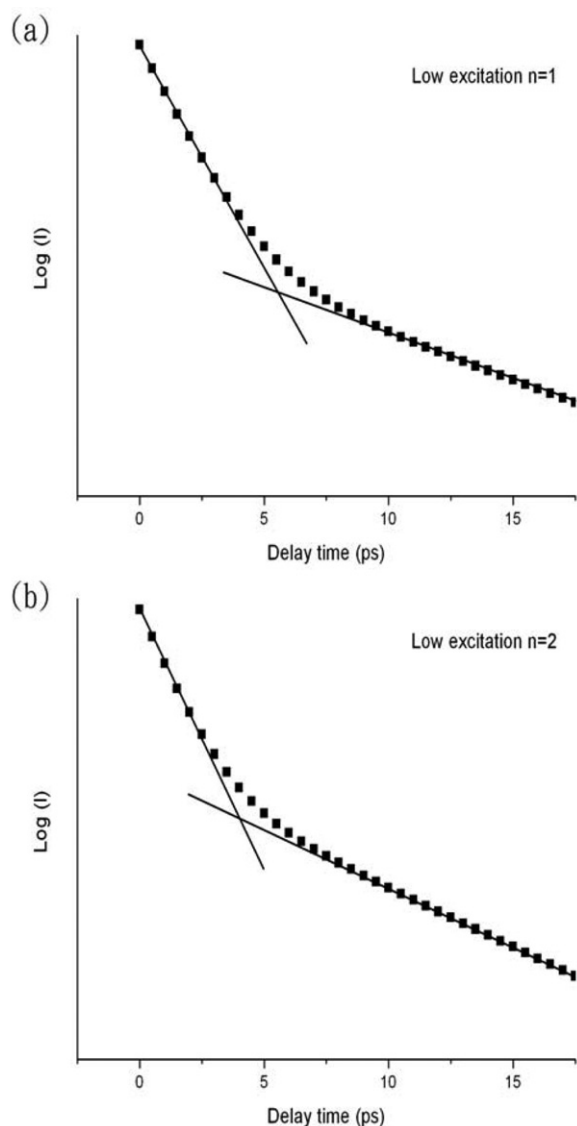 (a)
Low excitation n=1
Log (I)
0 5 10 15
Delay time (ps)
(b)
Low excitation n=2
Log (I)
0 5 10 15
Delay time (ps)